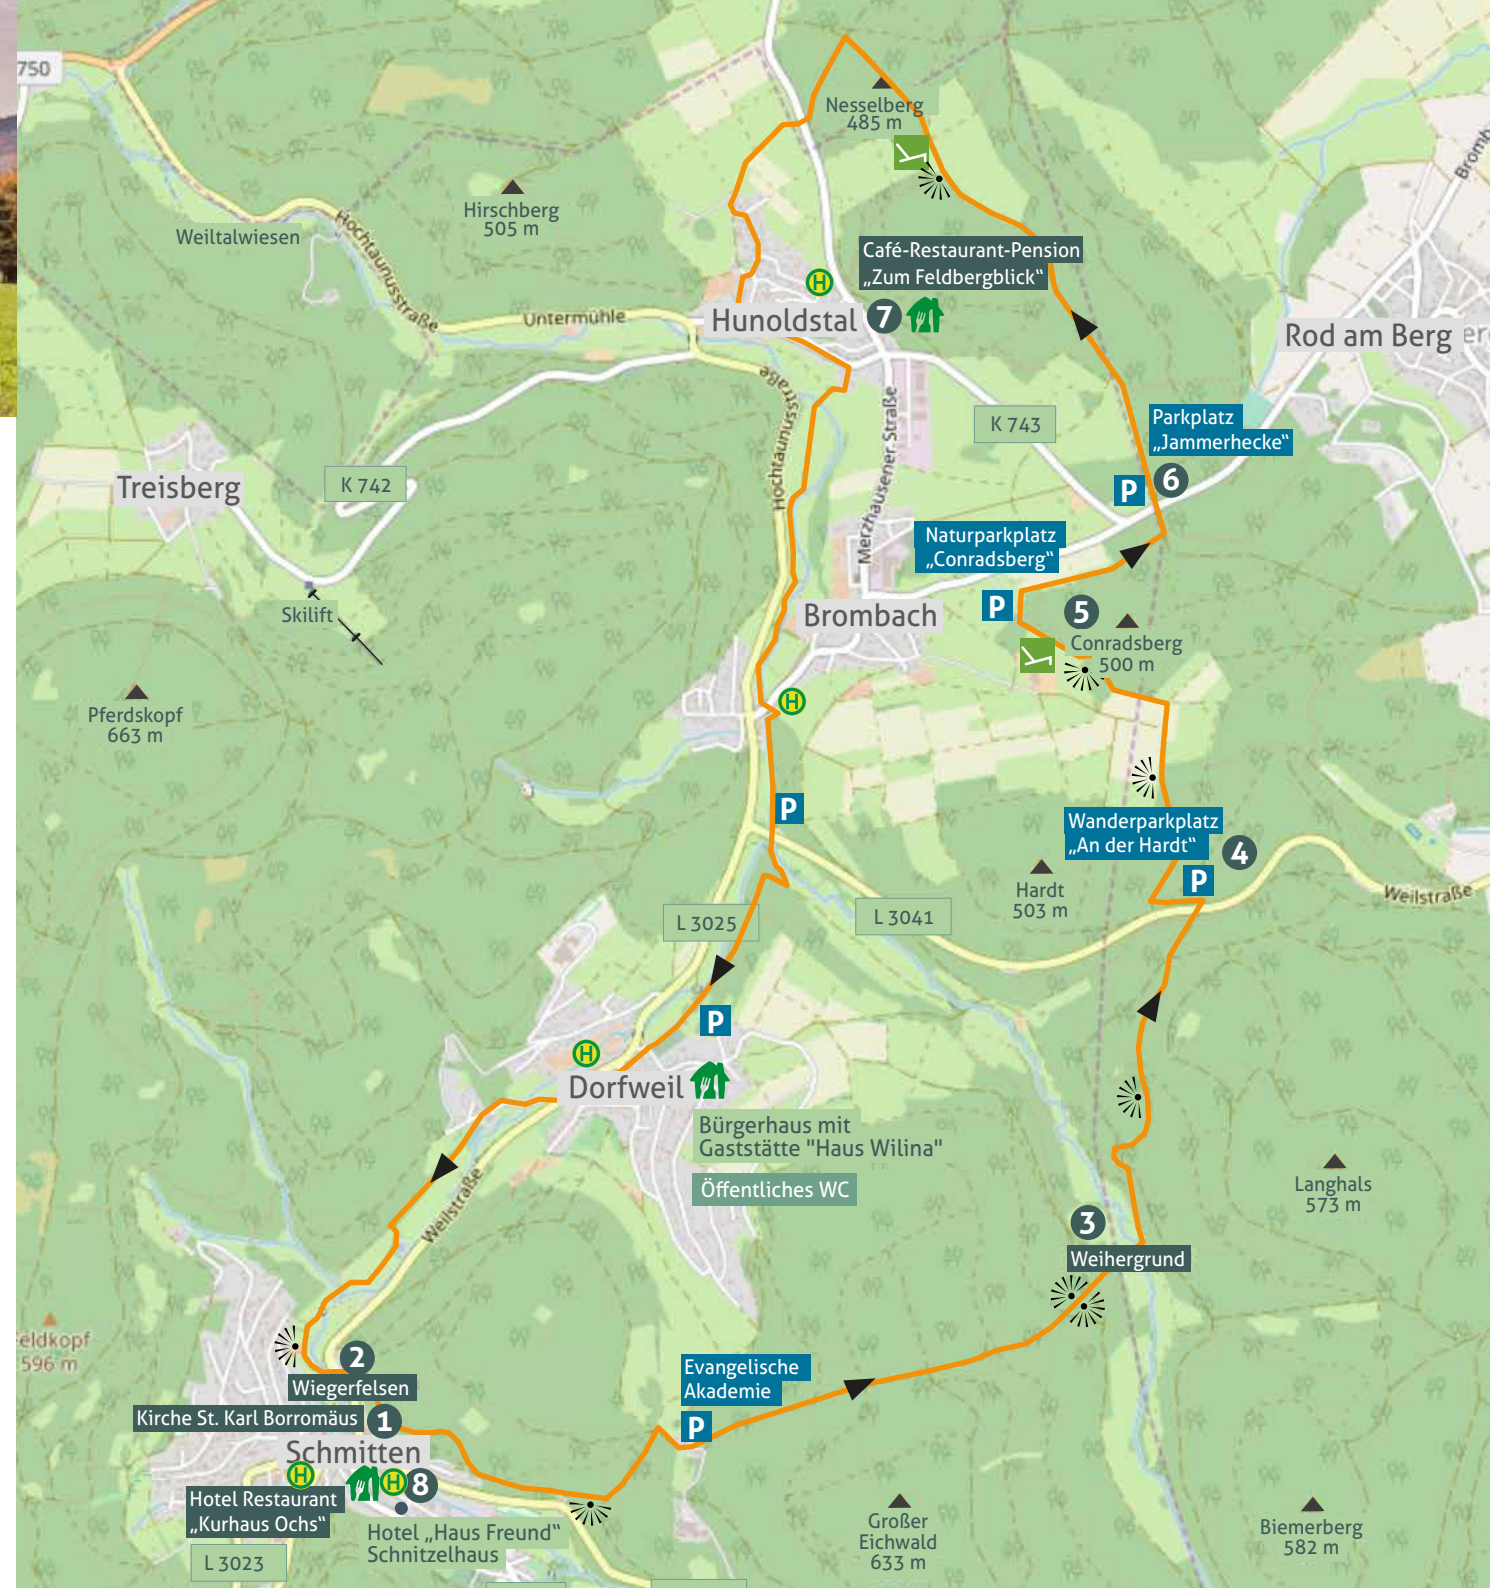 750
Nesselberg
485 m
Hirschberg
505 m
Weiltalwiesen
Hochtaunusstraße
Untermühle
Café-Restaurant-Pension
„Zum Feldbergblick“
H
Hunoldstal
7
Rod am Berg
Hochtaunusstraße
Merzhausener Straße
K 743
Parkplatz
„Jammerhecke“
P
6
Treisberg
K 742
Naturparkplatz
„Conradsberg“
P
5
Skilift
Brombach
Conradsberg
500 m
Pferdskopf
663 m
H
P
Wanderparkplatz
„An der Hardt“
4
P
Hardt
503 m
Weilstraße
L 3025
L 3041
P
H
Dorfweil
Bürgerhaus mit
Gaststätte "Haus Wilina"
Öffentliches WC
Weilstraße
Langhals
573 m
3
Weihergrund
eldkopf
596 m
2
Wiegerfelsen
Evangelische
Akademie
P
Kirche St. Karl Borromäus
1
Schmitten
H
H
8
Hotel Restaurant
„Kurhaus Ochs“
Hotel „Haus Freund“
Schnitzelhaus
L 3023
Großer
Eichwald
633 m
Biemerberg
582 m